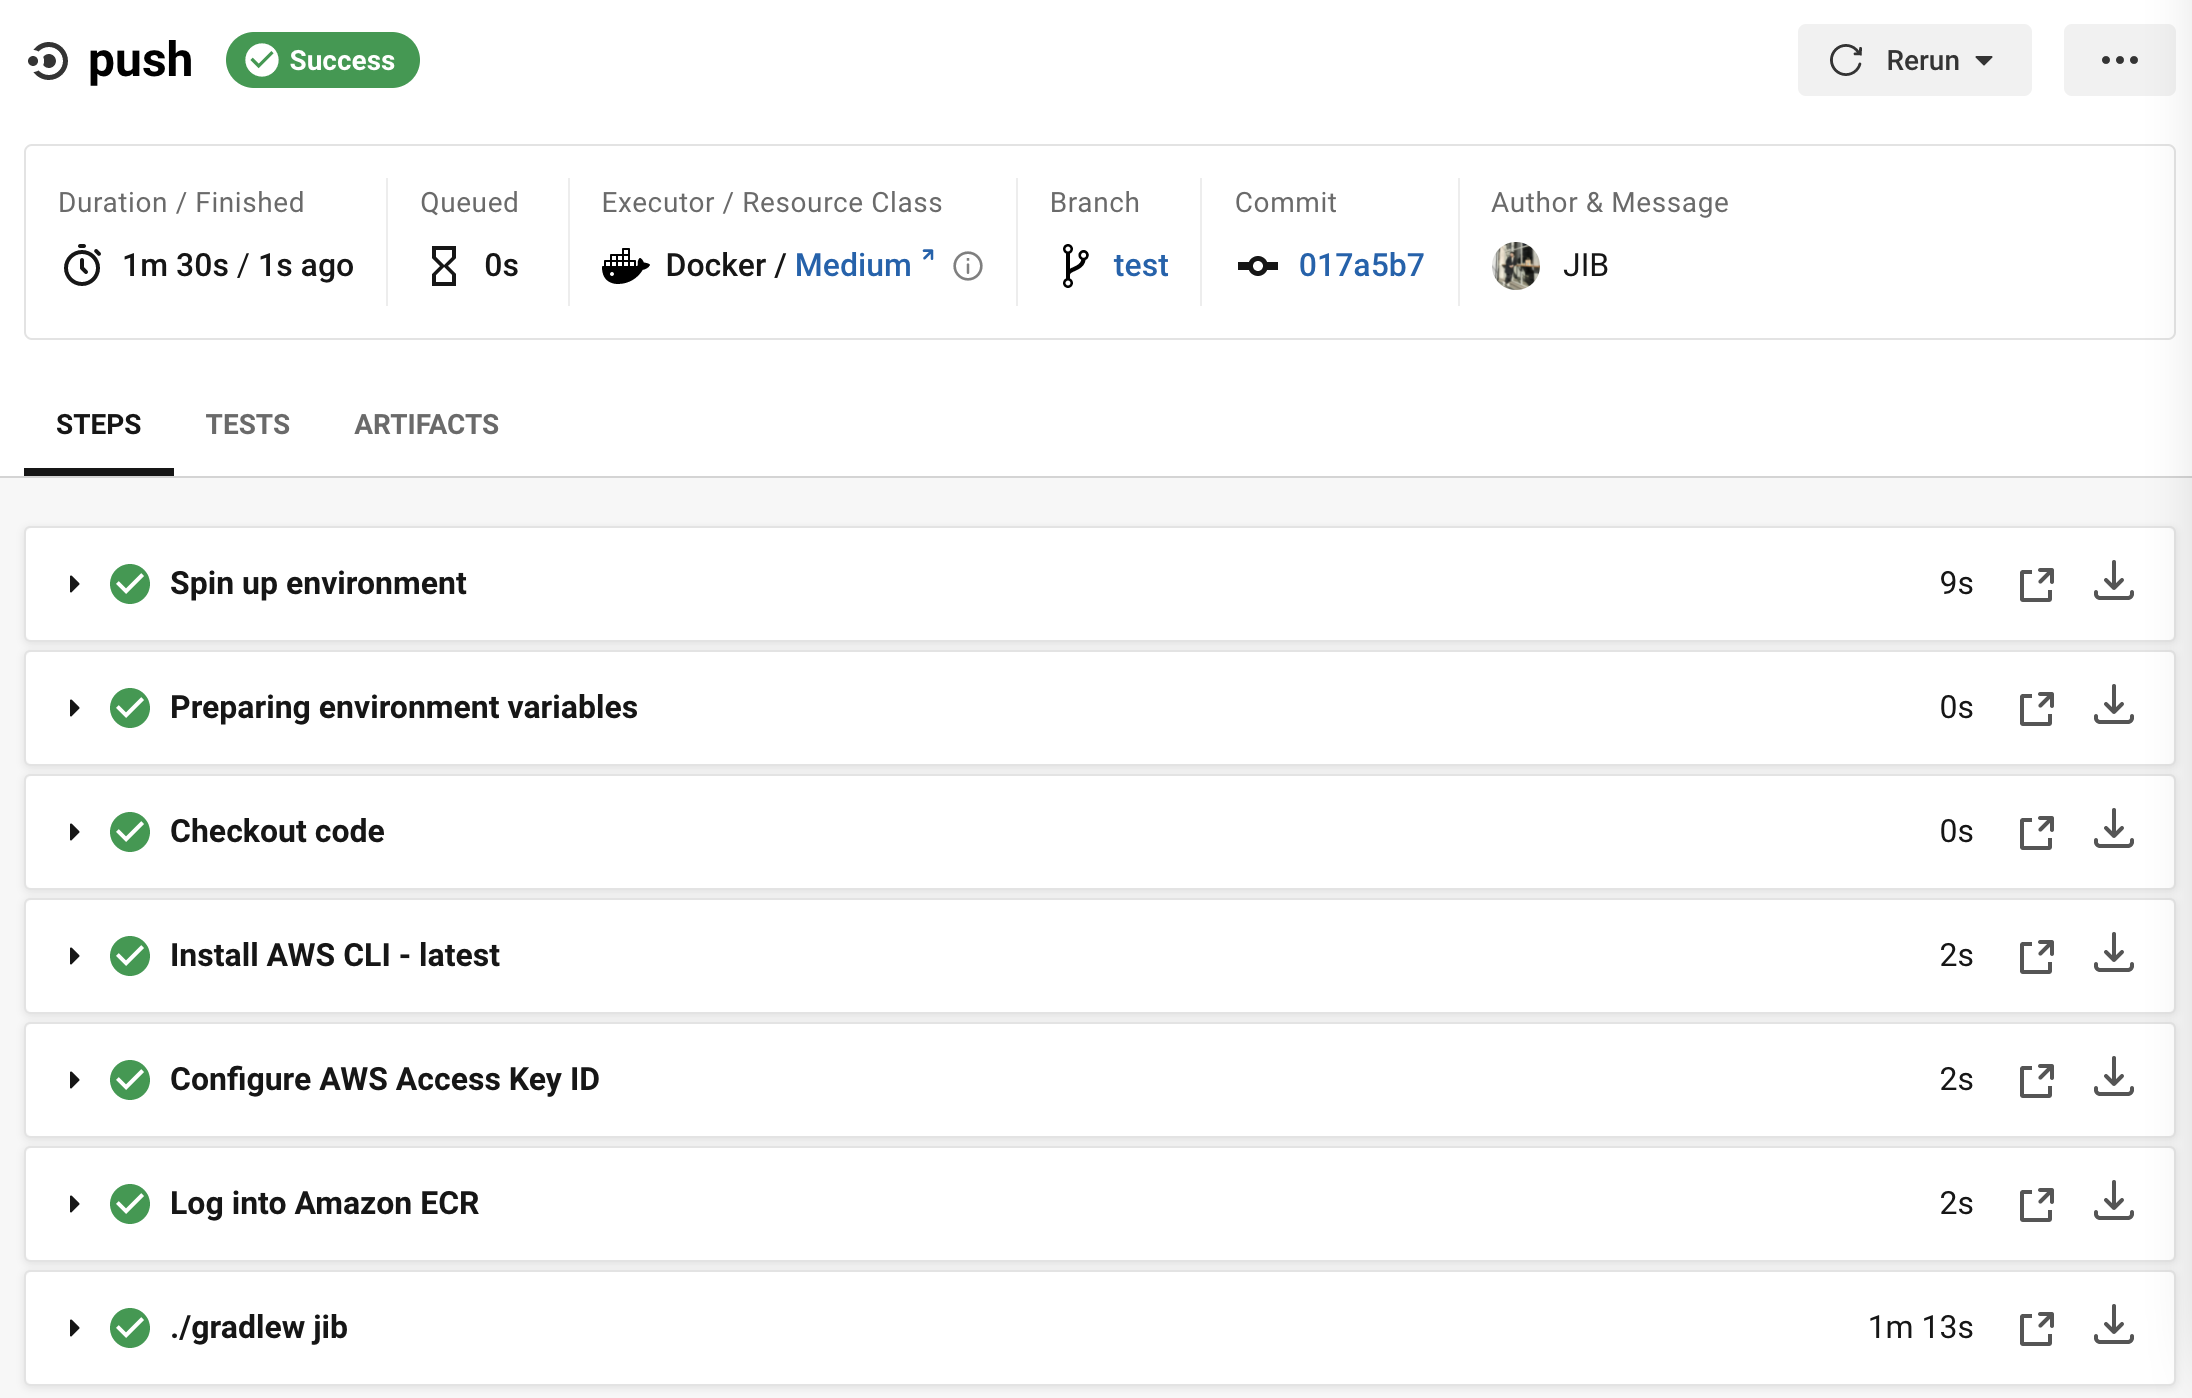 push Success Rerun
Duration / Finished Queued Executor / Resource Class Branch Commit Author & Message
1m 30s / 1s ago 0s Docker / Medium test 017a5b7 JIB
STEPS TESTS ARTIFACTS
Spin up environment 9s
Preparing environment variables 0s
Checkout code 0s
Install AWS CLI - latest 2s
Configure AWS Access Key ID 2s
Log into Amazon ECR 2s
./gradlew jib 1m 13s